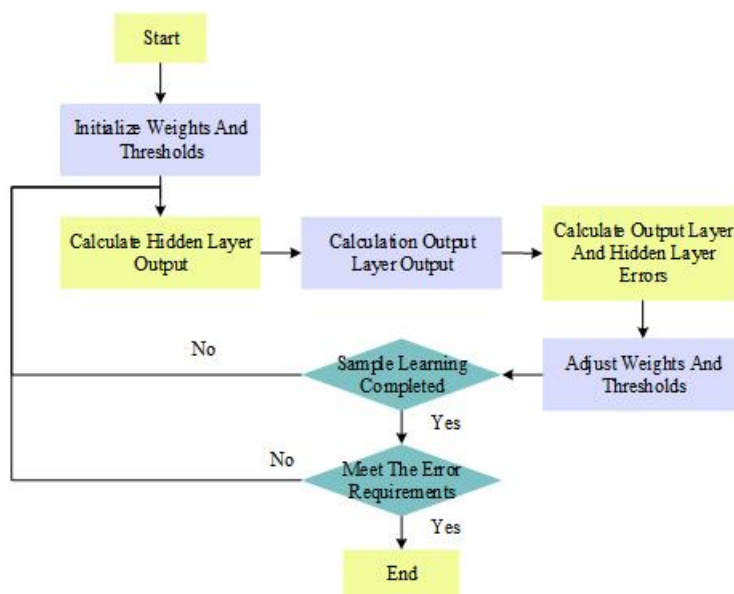 Start
Initialize Weights And
Thresholds
Calculate Hidden Layer
Output
Calculation Output
Layer Output
Calculate Output Layer
And Hidden Layer
Errors
Adjust Weights And
Thresholds
Sample Learning
Completed
No
Yes
Meet The Error
Requirements
No
Yes
End